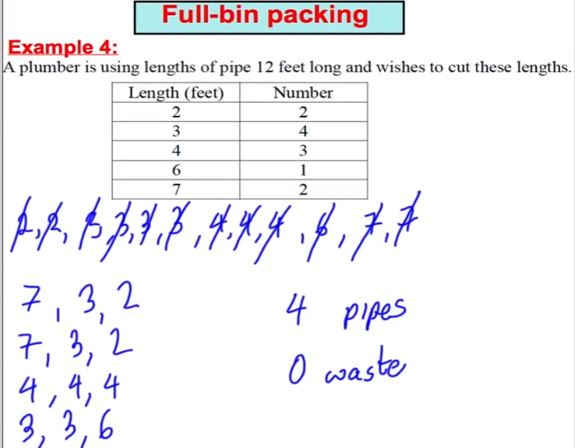 Full-bin packing
Example 4:
A plumber is using lengths of pipe 12 feet long and wishes to cut these lengths.
Length (feet) Number
2 2
3 4
4 3
6 1
7 2
2, 2, 3, 3, 3, 3, 4, 4, 4, 6, 7, 7
7, 3, 2
7, 3, 2
4, 4, 4
3, 3, 6
4 pipes
0 waste